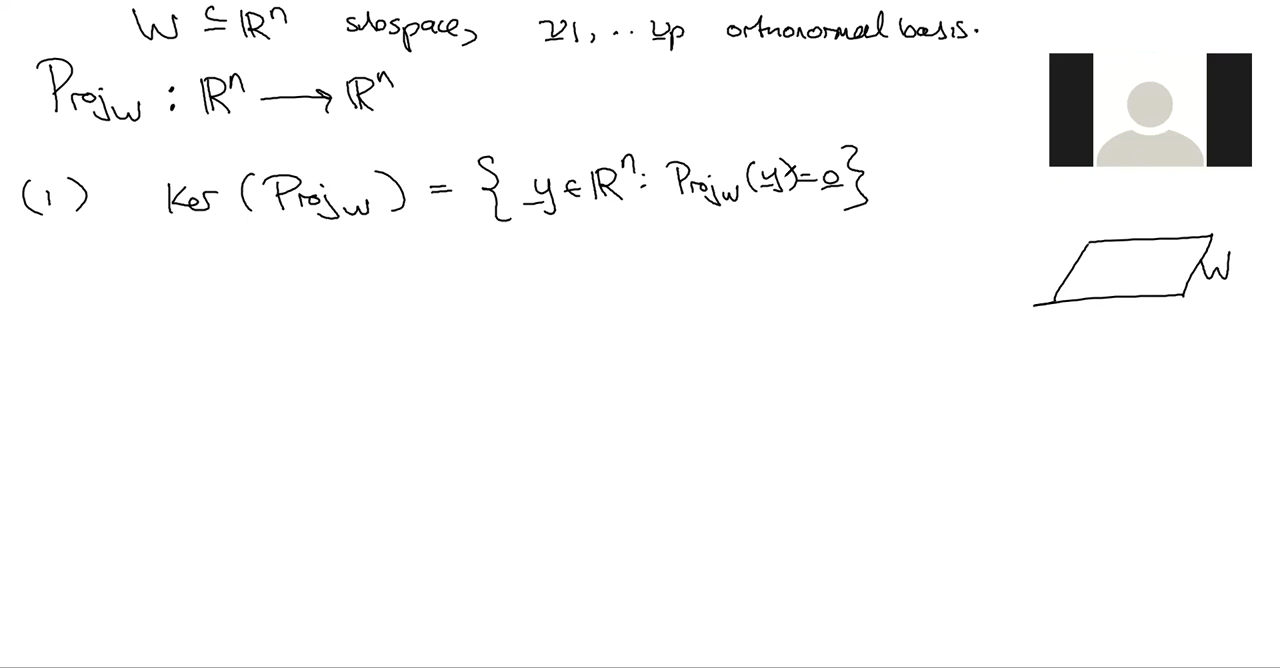 W ⊆ ℝⁿ subspace, v1, .. vp orthonormal basis.
Projw : ℝⁿ ⟶ ℝⁿ
(1) Ker (Projw) = { y ∈ ℝⁿ : Projw(y)=0}
W